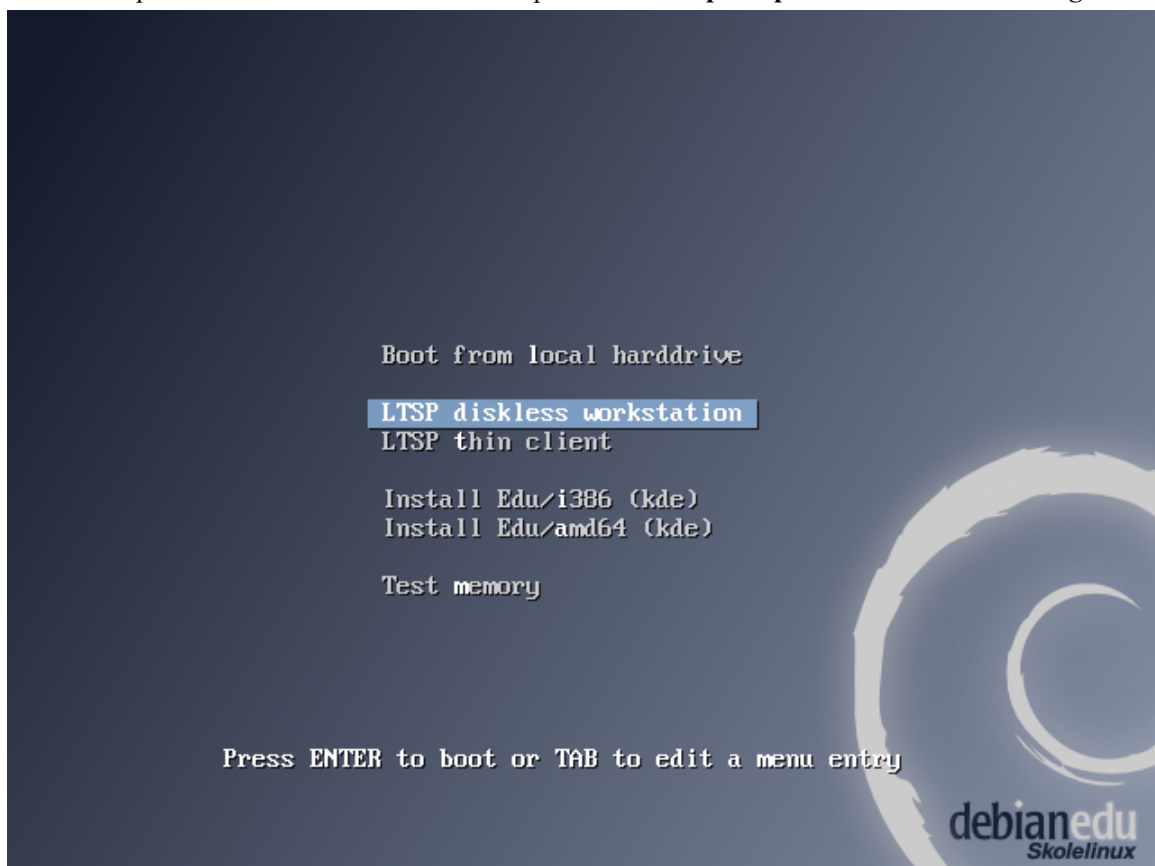 Boot from local harddrive
LTSP diskless workstation
LTSP thin client
Install Edu/i386 (kde)
Install Edu/amd64 (kde)
Test memory
Press ENTER to boot or TAB to edit a menu entry
debianedu
Skolelinux